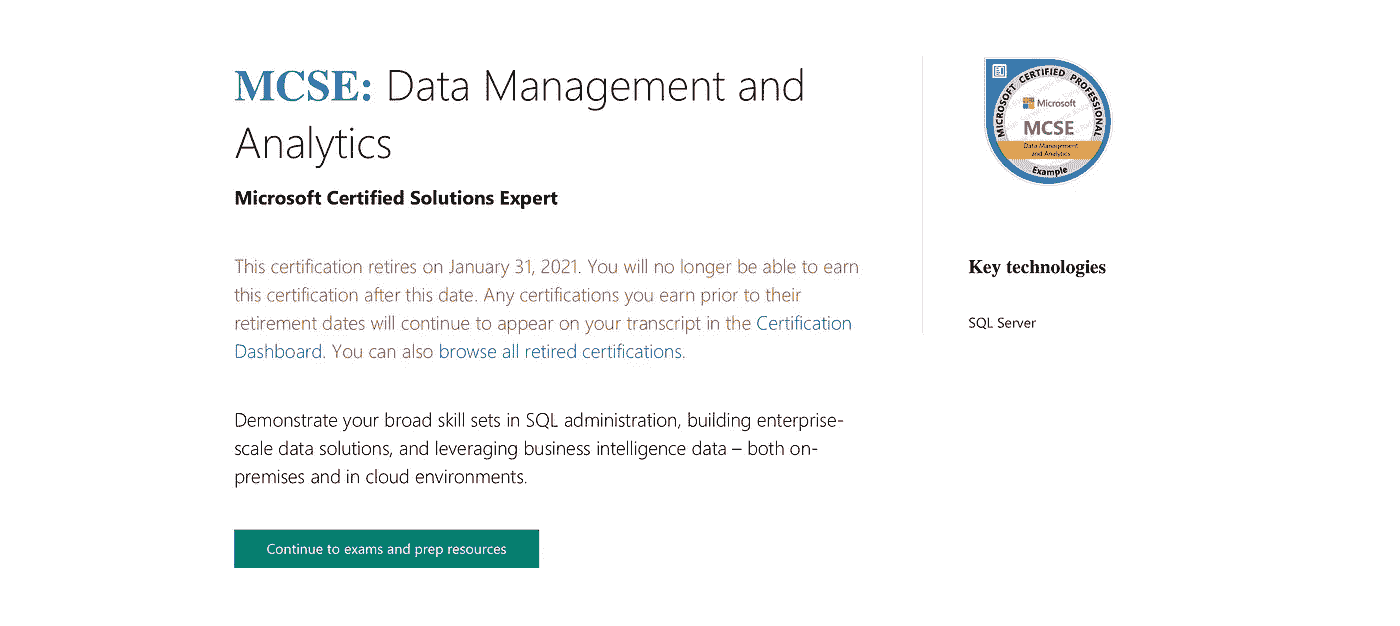 MCSE: Data Management and
Analytics
Microsoft Certified Solutions Expert
This certification retires on January 31, 2021. You will no longer be able to earn
this certification after this date. Any certifications you earn prior to their
retirement dates will continue to appear on your transcript in the Certification
Dashboard. You can also browse all retired certifications.
Demonstrate your broad skill sets in SQL administration, building enterprise-
scale data solutions, and leveraging business intelligence data – both on-
premises and in cloud environments.
Continue to exams and prep resources
MICROSOFT CERTIFIED PROFESSIONAL
Microsoft
MCSE
Data Management
and Analytics
Example
Key technologies
SQL Server